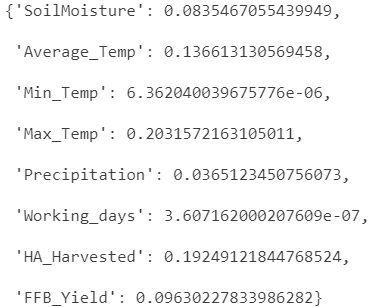 {'SoilMoisture': 0.0835467055439949,
'Average_Temp': 0.136613130569458,
'Min_Temp': 6.362040039675776e-06,
'Max_Temp': 0.2031572163105011,
'Precipitation': 0.0365123450756073,
'Working_days': 3.607162000207609e-07,
'HA_Harvested': 0.19249121844768524,
'FFB_Yield': 0.09630227833986282}